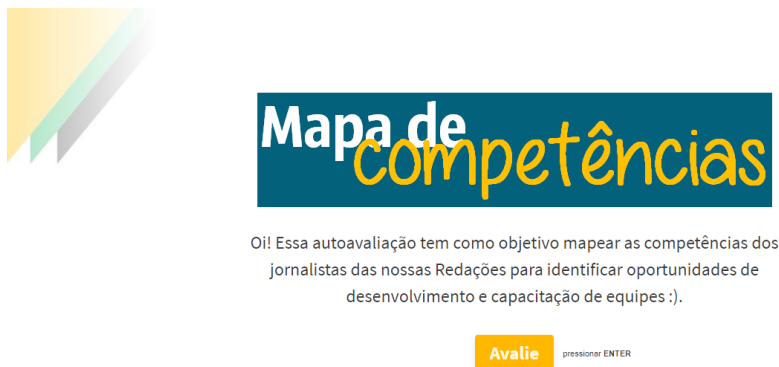 Mapa de
competências
Oi! Essa autoavaliação tem como objetivo mapear as competências dos
jornalistas das nossas Redações para identificar oportunidades de
desenvolvimento e capacitação de equipes :).
Avalie pressionar ENTER